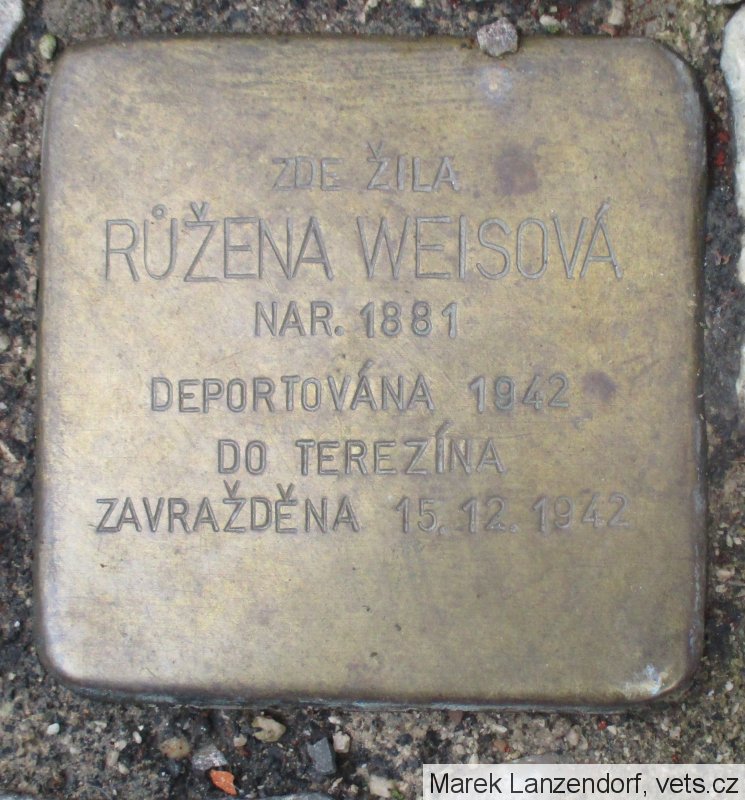 ZDE ŽILA
RŮŽENA WEISOVÁ
NAR. 1881
DEPORTOVÁNA 1942
DO TEREZÍNA
ZAVRAŽDĚNA 15. 12. 1942
Marek Lanzendorf, vets.cz